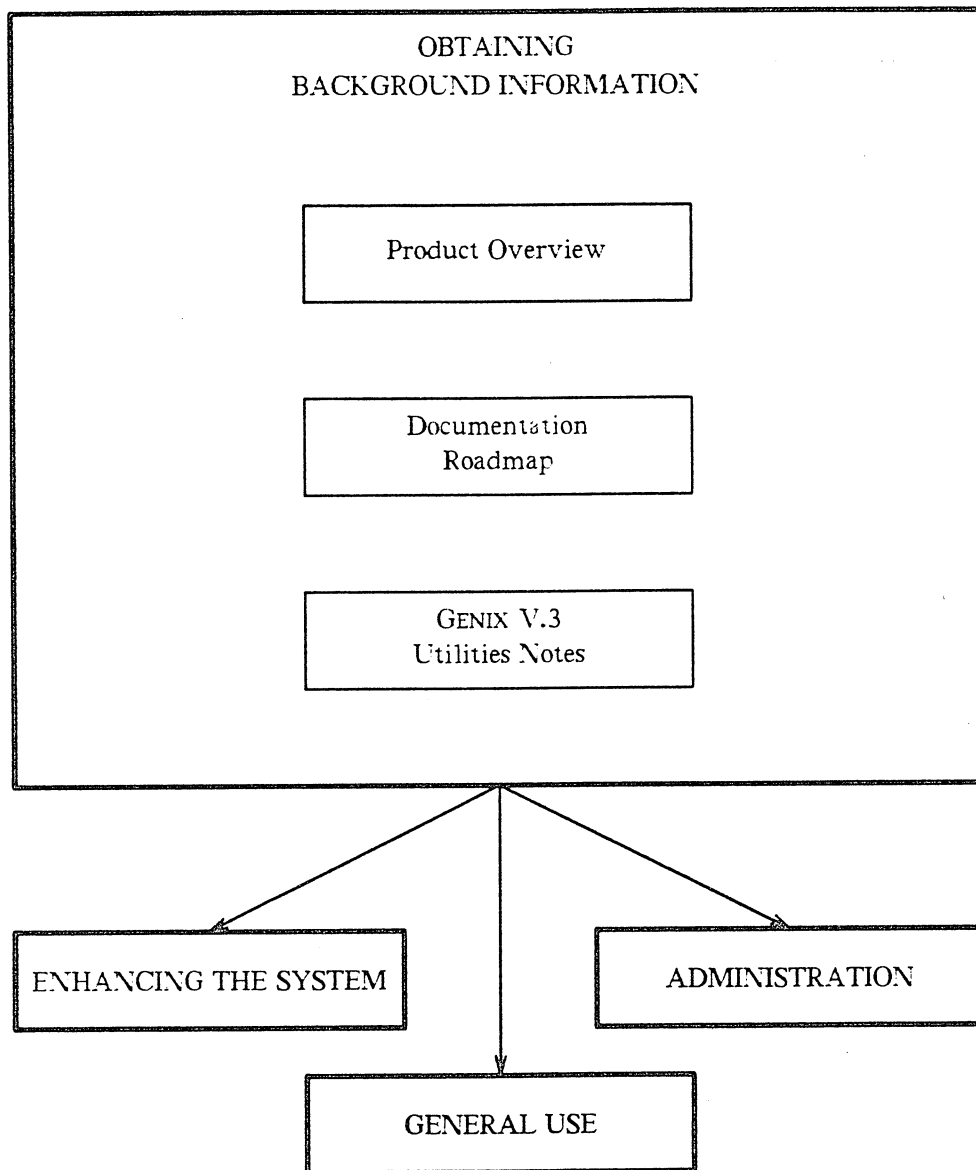 OBTAINING
BACKGROUND INFORMATION
Product Overview
Documentation
Roadmap
GENIX V.3
Utilities Notes
ENHANCING THE SYSTEM
ADMINISTRATION
GENERAL USE